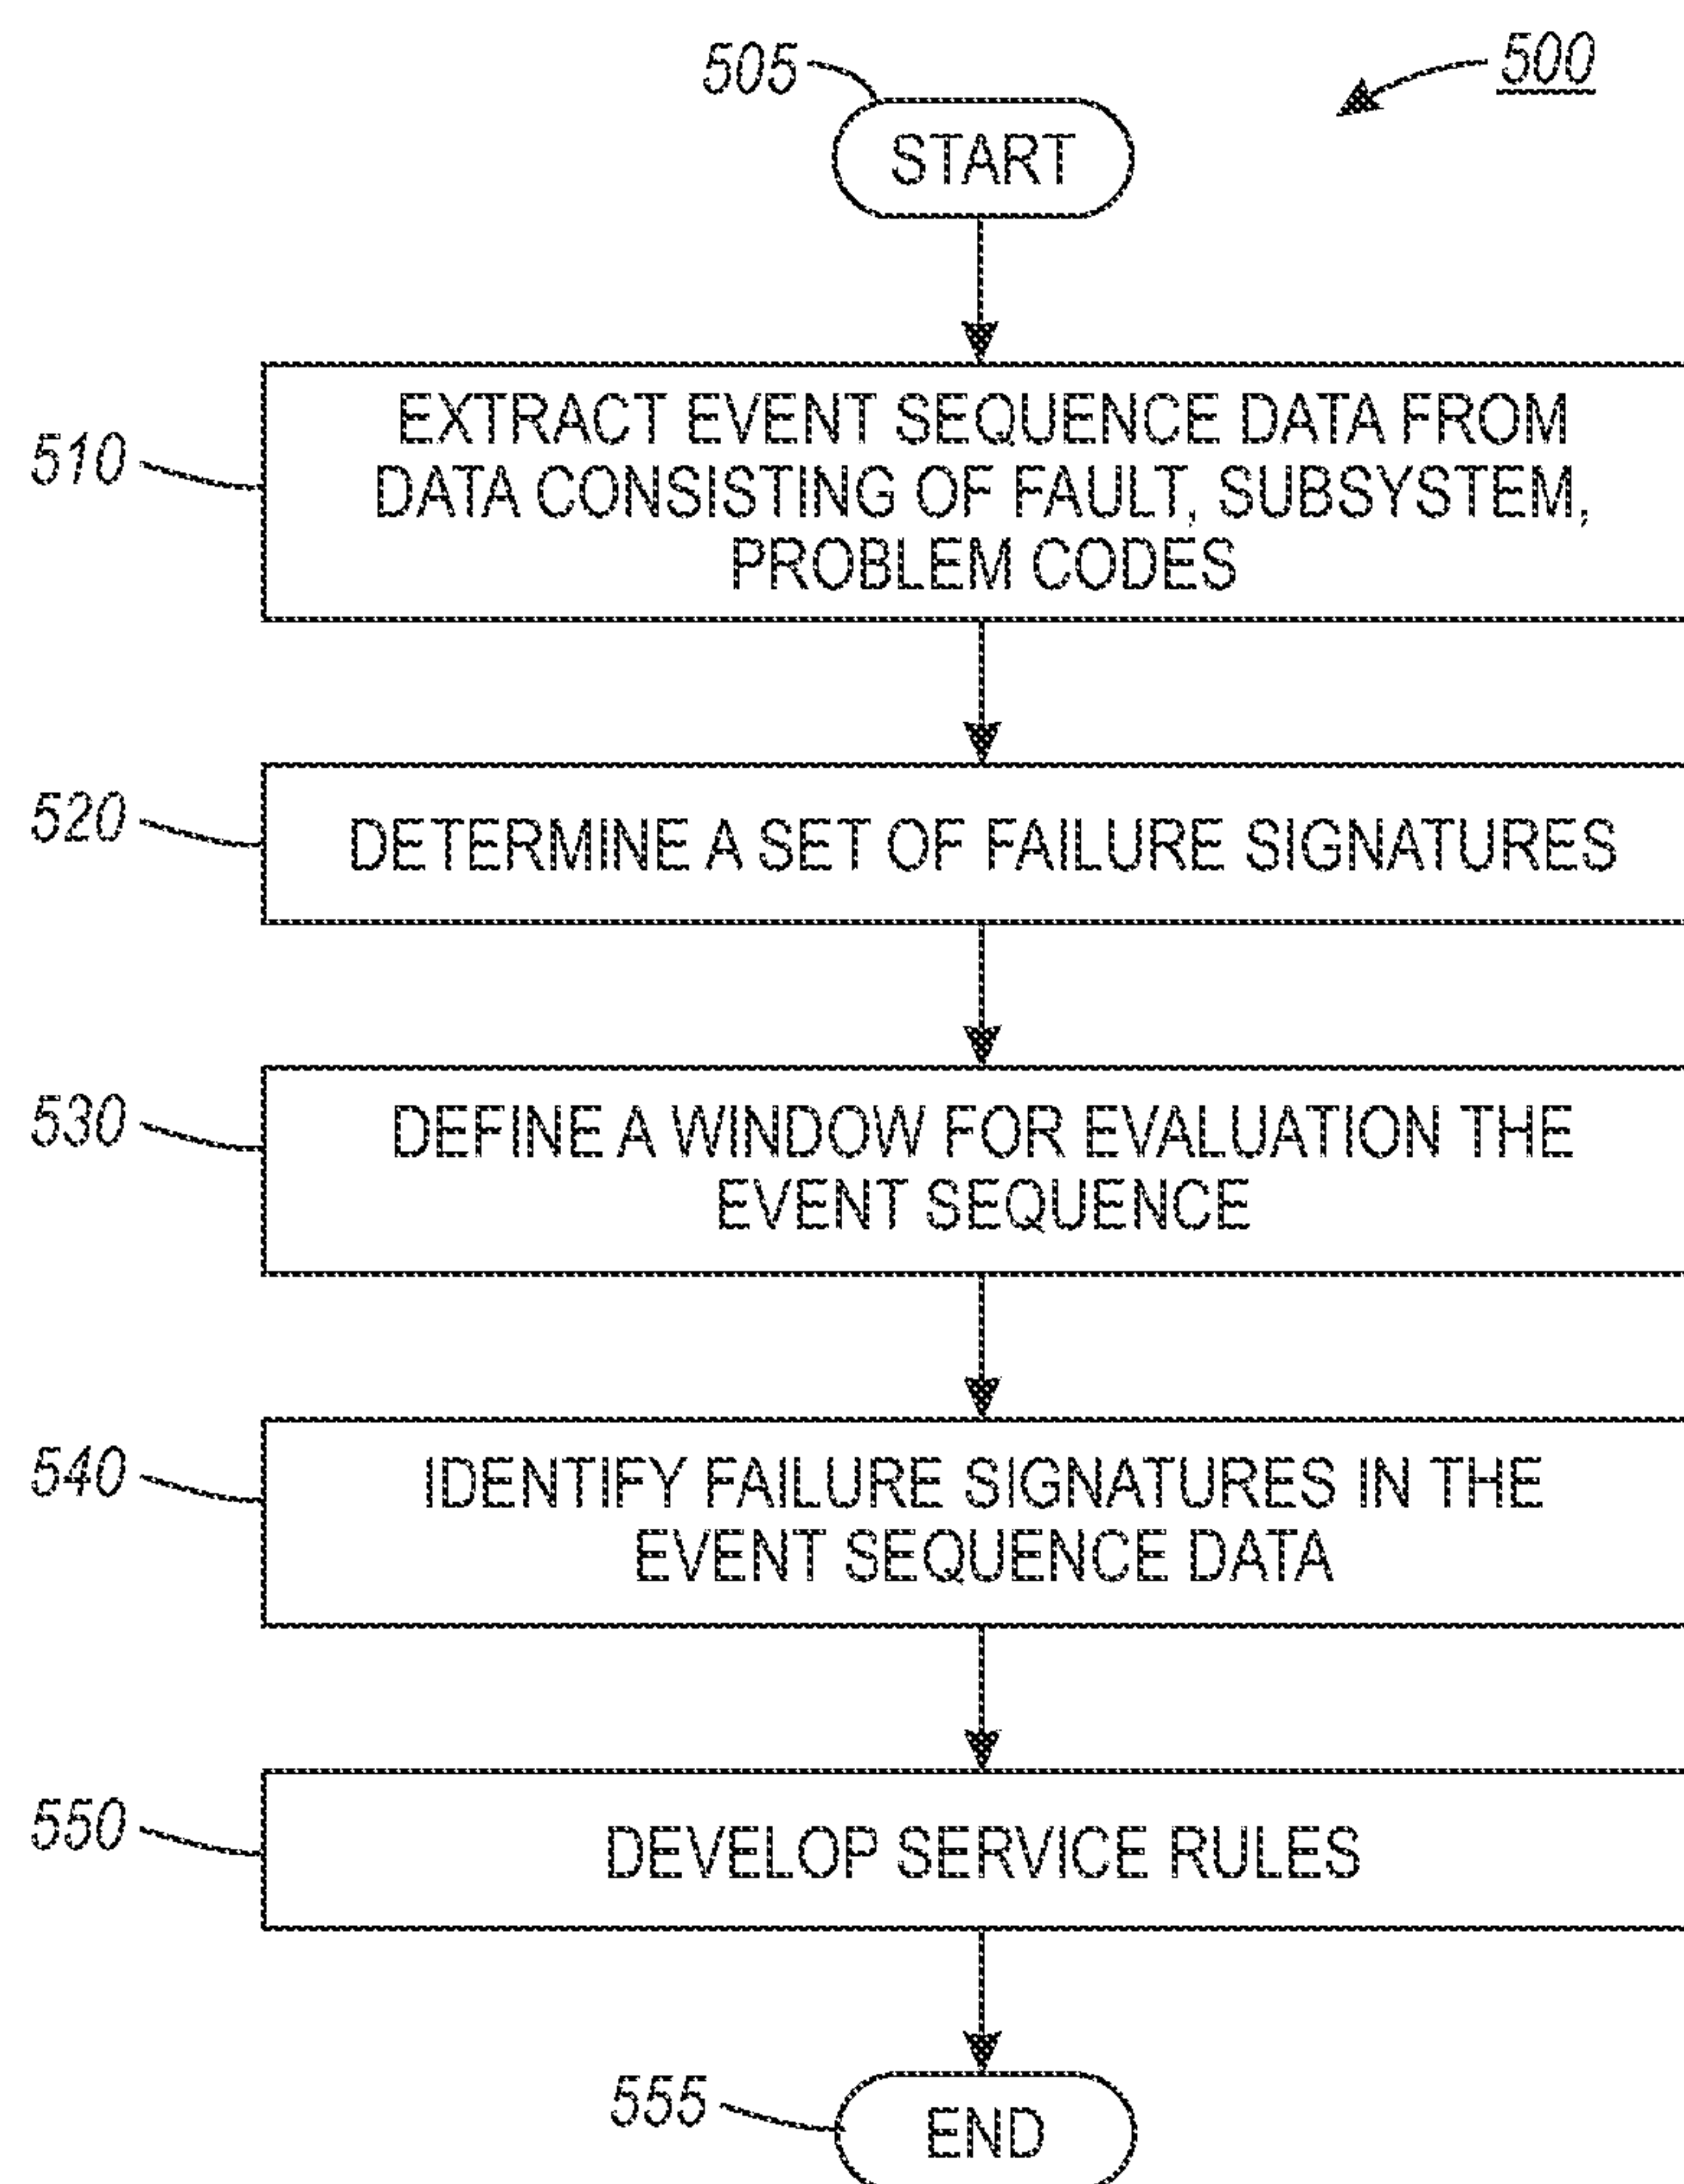 505
500
START
510
EXTRACT EVENT SEQUENCE DATA FROM
DATA CONSISTING OF FAULT, SUBSYSTEM,
PROBLEM CODES
520
DETERMINE A SET OF FAILURE SIGNATURES
530
DEFINE A WINDOW FOR EVALUATION THE
EVENT SEQUENCE
540
IDENTIFY FAILURE SIGNATURES IN THE
EVENT SEQUENCE DATA
550
DEVELOP SERVICE RULES
555
END